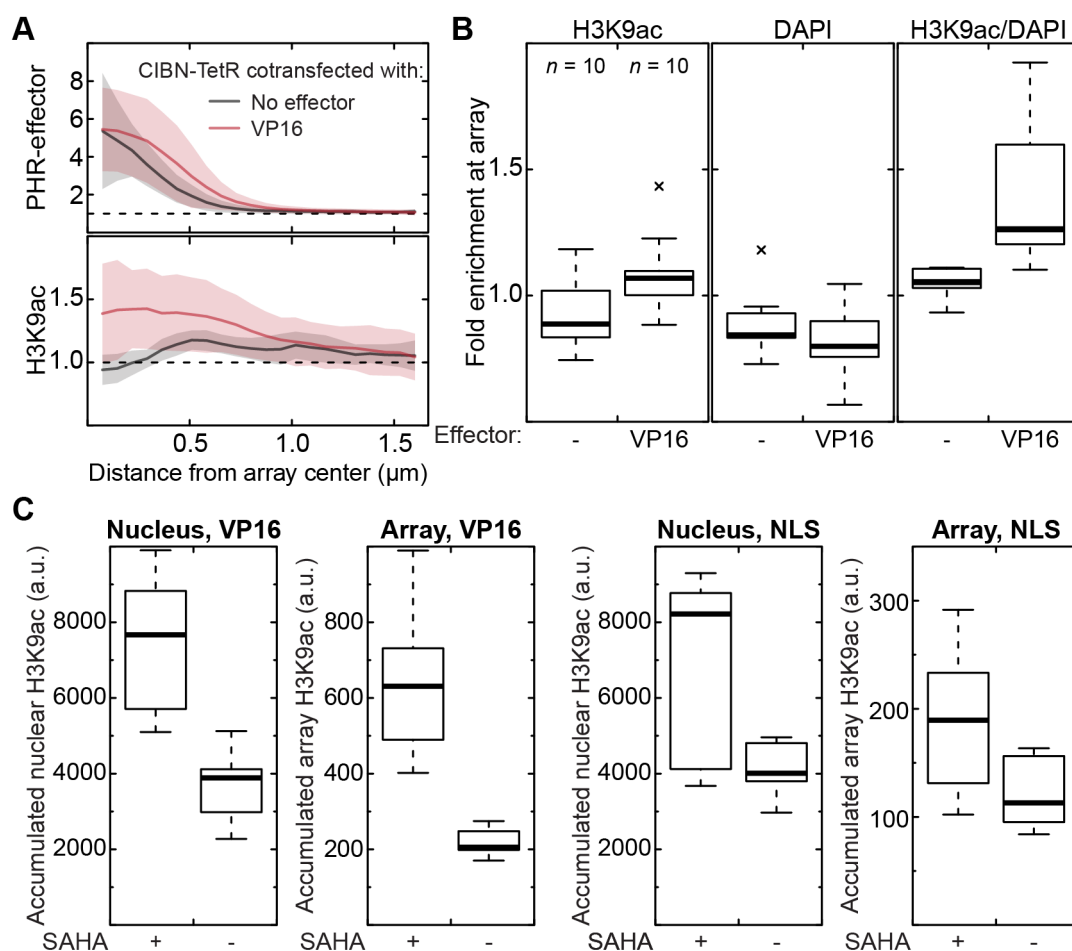 A
CIBN-TetR cotransfected with:
No effector
VP16
PHR-effector
8
6
4
2
H3K9ac
1.5
1.0
0.5 1.0 1.5
Distance from array center (μm)
B
H3K9ac DAPI H3K9ac/DAPI
n = 10 n = 10
Fold enrichment at array
1.5
1.0
Effector: - VP16 - VP16 - VP16
C
Nucleus, VP16 Array, VP16 Nucleus, NLS Array, NLS
Accumulated nuclear H3K9ac (a.u.)
8000
6000
4000
2000
SAHA + -
Accumulated array H3K9ac (a.u.)
800
600
400
200
SAHA + -
Accumulated nuclear H3K9ac (a.u.)
8000
6000
4000
2000
SAHA + -
Accumulated array H3K9ac (a.u.)
300
200
100
SAHA + -